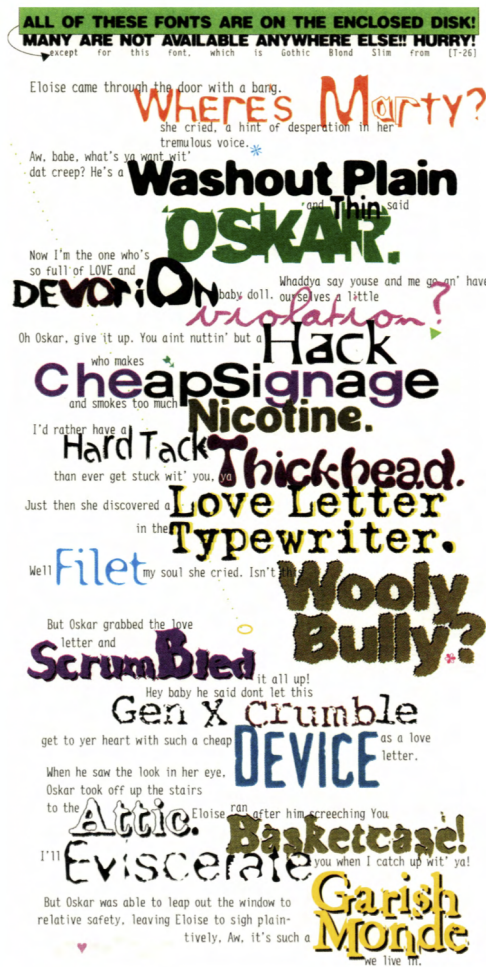 ALL OF THESE FONTS ARE ON THE ENCLOSED DISK!
MANY ARE NOT AVAILABLE ANYWHERE ELSE!! HURRY!
except for this font, which is Gothic Blond Slim from [T-26]
Eloise came through the door with a bang.
Where's Marty?
she cried, a hint of desperation in her
tremulous voice.
Aw, babe, what's ya want wit'
dat creep? He's a
Washout Plain
and Thin said
OSKAR.
Now I'm the one who's
so full of LOVE and
DEVOTION
baby doll.
Whaddya say youse and me go an' have
ourselves a little
violation?
Oh Oskar, give it up. You aint nuttin' but a
Hack
who makes
CheapSignage
and smokes too much
Nicotine.
I'd rather have a
Hard Tack
than ever get stuck wit' you, ya
Thickhead.
Just then she discovered a
Love Letter
in the
Typewriter.
Well
Filet
my soul she cried. Isn't this
Wooly
Bully?
But Oskar grabbed the love
letter and
ScrumBled
it all up!
Hey baby he said dont let this
Gen X Crumble
get to yer heart with such a cheap
DEVICE
as a love
letter.
When he saw the look in her eye,
Oskar took off up the stairs
to the
Attic.
Eloise ran after him screeching You
Basketcase!
I'll
Eviscerate
you when I catch up wit' ya!
But Oskar was able to leap out the window to
relative safety, leaving Eloise to sigh plain-
tively, Aw, it's such a
Garish
Monde
we live in.